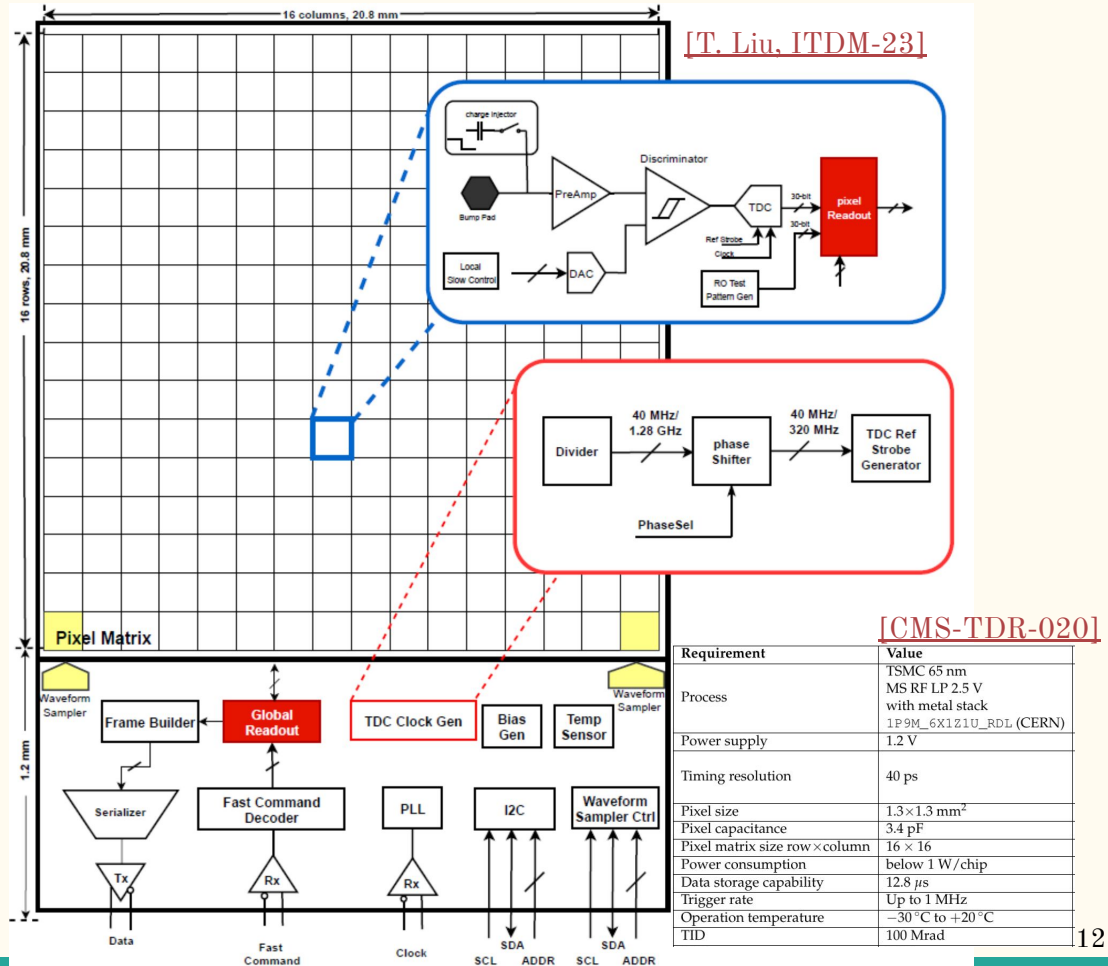 16 columns, 20.8 mm
[T. Liu, ITDM-23]
16 rows, 20.8 mm
charge Injector
Bump Pad
PreAmp
Discriminator
TDC
30-bit
30-bit
pixel
Readout
Ref Strobe
Clock
Local
Slow Control
DAC
RO Test
Pattern Gen
Divider
40 MHz/
1.28 GHz
phase
Shifter
40 MHz/
320 MHz
TDC Ref
Strobe
Generator
PhaseSel
Pixel Matrix
1.2 mm
Waveform
Sampler
Frame Builder
Global
Readout
TDC Clock Gen
Bias
Gen
Temp
Sensor
Waveform
Sampler
Serializer
Fast Command
Decoder
PLL
I2C
Waveform
Sampler Ctrl
Tx
Rx
Rx
Data
Fast
Command
Clock
SCL
SDA
ADDR
SCL
SDA
ADDR
[CMS-TDR-020]
Requirement Value
Process TSMC 65 nm
MS RF LP 2.5 V
with metal stack
1P9M_6X1Z1U_RDL (CERN)
Power supply 1.2 V
Timing resolution 40 ps
Pixel size 1.3×1.3 mm²
Pixel capacitance 3.4 pF
Pixel matrix size row×column 16 × 16
Power consumption below 1 W/chip
Data storage capability 12.8 μs
Trigger rate Up to 1 MHz
Operation temperature −30 °C to +20 °C
TID 100 Mrad
12